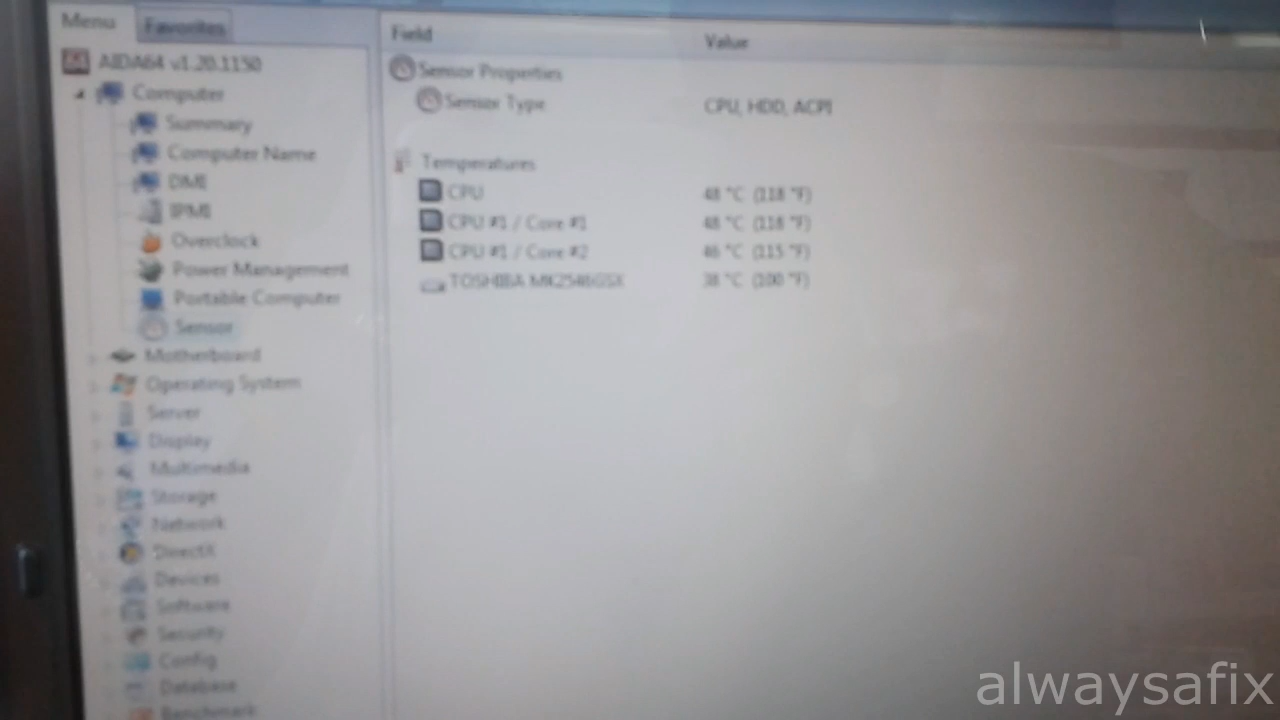 Menu Favorites
AIDA64 v1.20.1150
Computer
Summary
Computer Name
DMI
IPMI
Overclock
Power Management
Portable Computer
Sensor
Motherboard
Operating System
Server
Display
Multimedia
Storage
Network
DirectX
Devices
Software
Security
Config
Database
Benchmark
Field Value
Sensor Properties
Sensor Type CPU, HDD, ACPI
Temperatures
CPU 48 °C (118 °F)
CPU #1 / Core #1 48 °C (118 °F)
CPU #1 / Core #2 46 °C (115 °F)
TOSHIBA MK2546GSX 38 °C (100 °F)
alwaysafix